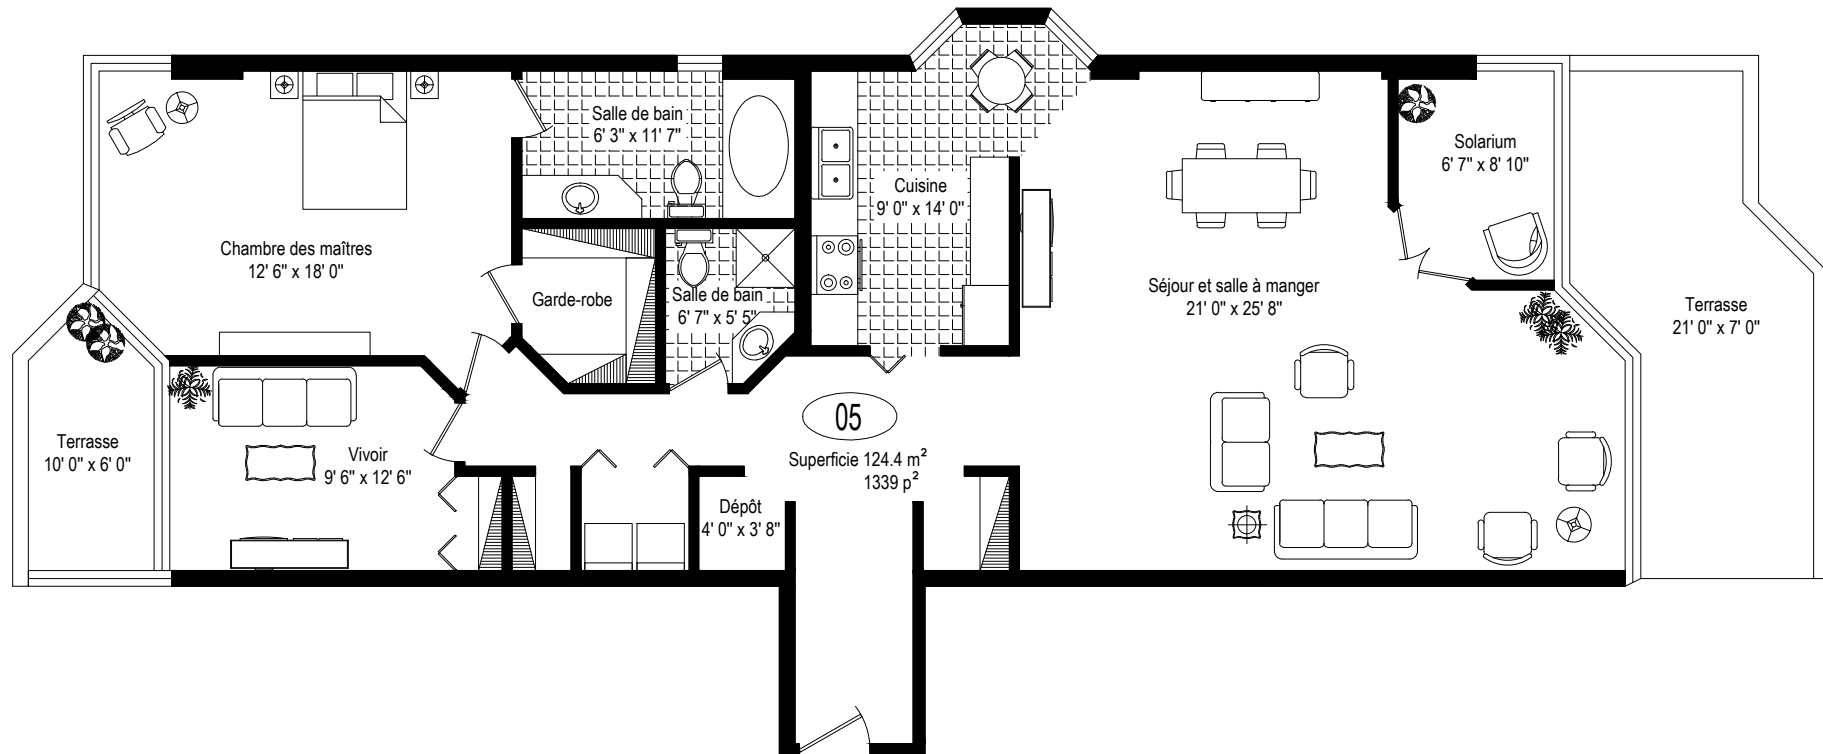 Salle de bain
6' 3" x 11' 7"
Solarium
6' 7" x 8' 10"
Cuisine
9' 0" x 14' 0"
Chambre des maîtres
12' 6" x 18' 0"
Garde-robe
Salle de bain
6' 7" x 5' 5"
Séjour et salle à manger
21' 0" x 25' 8"
Terrasse
21' 0" x 7' 0"
05
Terrasse
10' 0" x 6' 0"
Vivoir
9' 6" x 12' 6"
Superficie 124.4 m²
1339 p²
Dépôt
4' 0" x 3' 8"